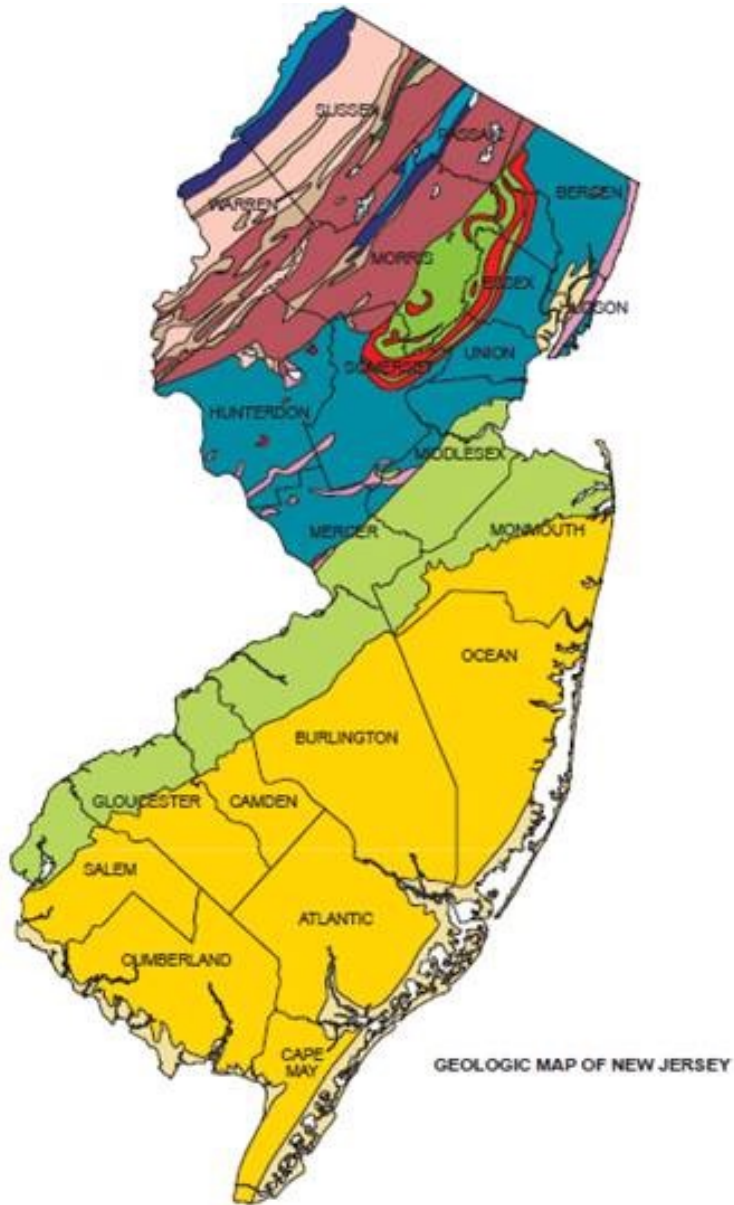 SUSSEX
PASSAIC
BERGEN
WARREN
MORRIS
ESSEX
HUDSON
UNION
SOMERSET
HUNTERDON
MIDDLESEX
MERCER
MONMOUTH
OCEAN
BURLINGTON
GLOUCESTER
CAMDEN
SALEM
ATLANTIC
CUMBERLAND
CAPE
MAY
GEOLOGIC MAP OF NEW JERSEY